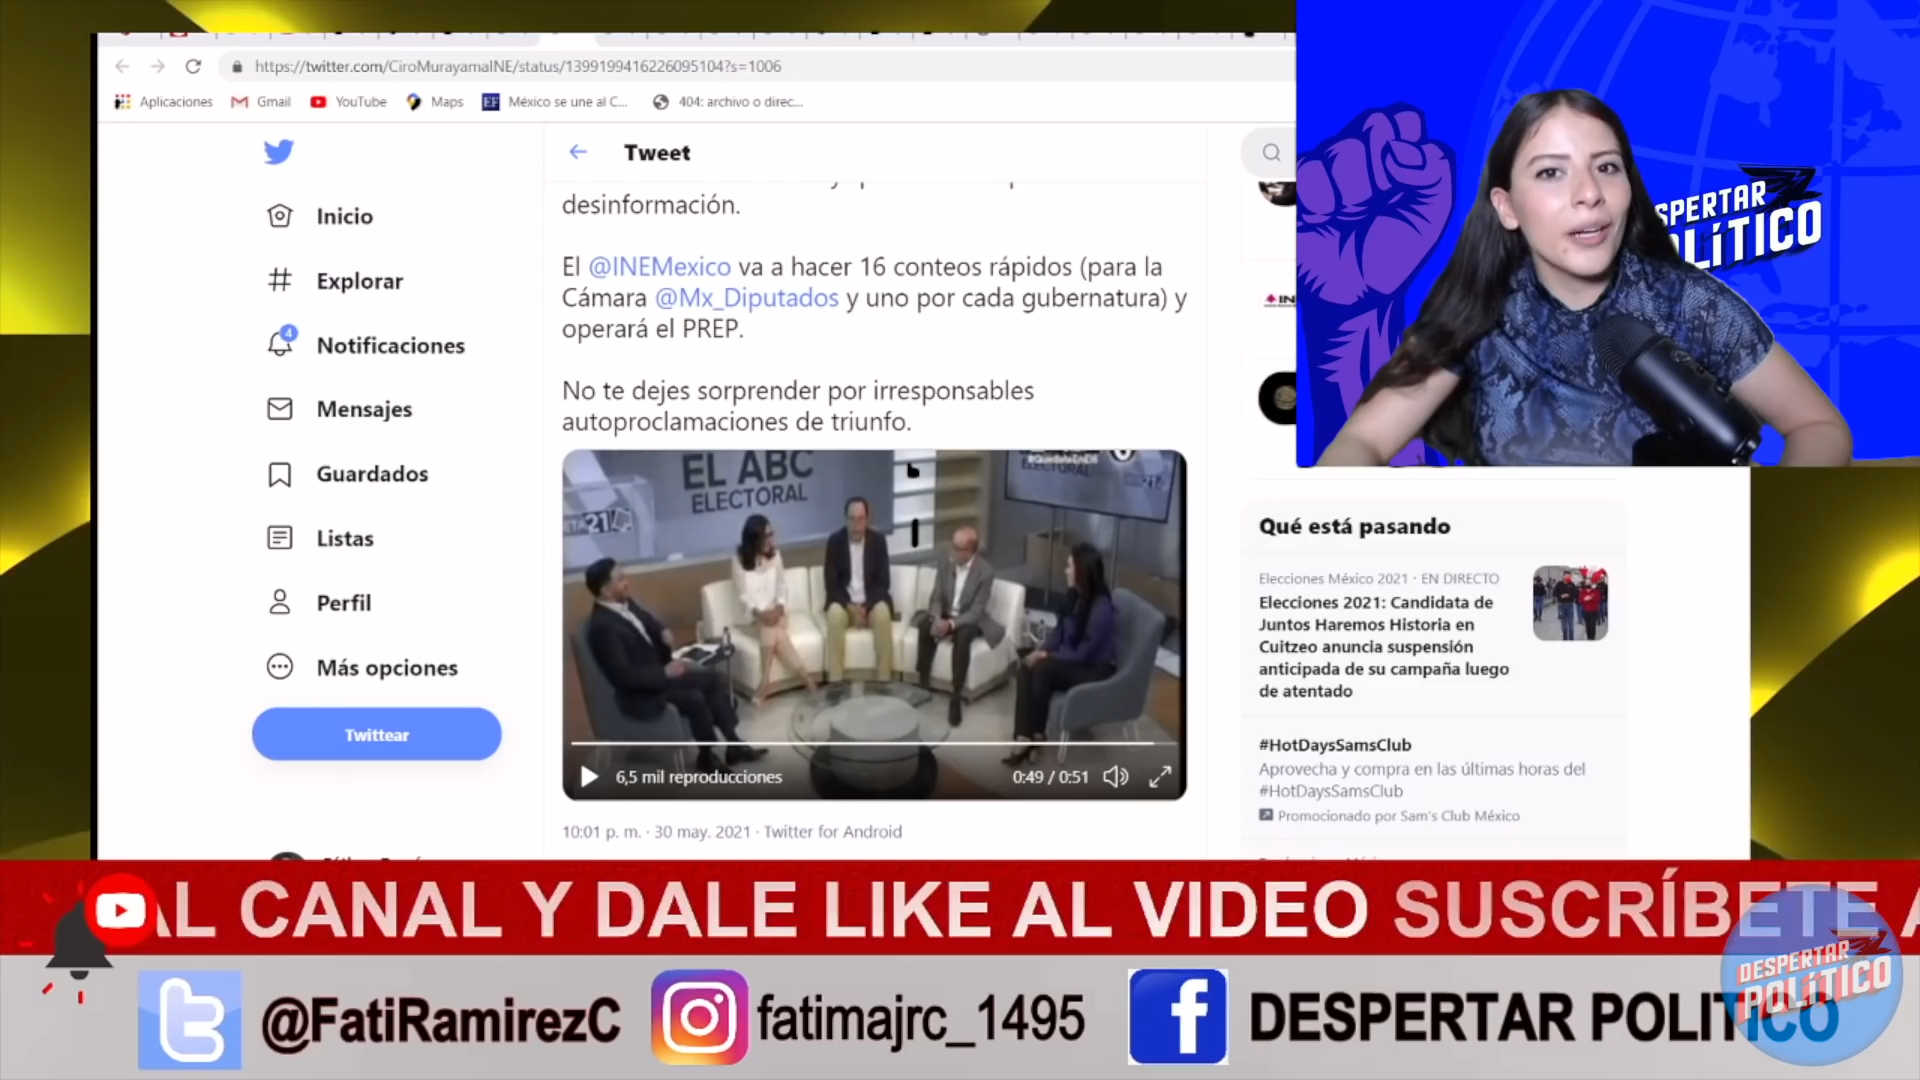 https://twitter.com/CiroMurayamaINE/status/1399199416226095104?s=1006
Aplicaciones
Gmail
YouTube
Maps
EF
México se une al C...
404: archivo o direc...
Inicio
Explorar
4
Notificaciones
Mensajes
Guardados
Listas
Perfil
Más opciones
Twittear
Tweet
desinformación.
El @INEMexico va a hacer 16 conteos rápidos (para la
Cámara @Mx_Diputados y uno por cada gubernatura) y
operará el PREP.
No te dejes sorprender por irresponsables
autoproclamaciones de triunfo.
EL ABC
ELECTORAL
ELECTORAL
6,5 mil reproducciones
0:49 / 0:51
10:01 p. m. · 30 may. 2021 · Twitter for Android
SPERTAR
LÍTICO
Qué está pasando
Elecciones México 2021 · EN DIRECTO
Elecciones 2021: Candidata de
Juntos Haremos Historia en
Cuitzeo anuncia suspensión
anticipada de su campaña luego
de atentado
#HotDaysSamsClub
Aprovecha y compra en las últimas horas del
#HotDaysSamsClub
Promocionado por Sam's Club México
AL CANAL Y DALE LIKE AL VIDEO SUSCRÍBETE A
@FatiRamirezC
fatimajrc_1495
DESPERTAR POLITICO
DESPERTAR
POLÍTICO